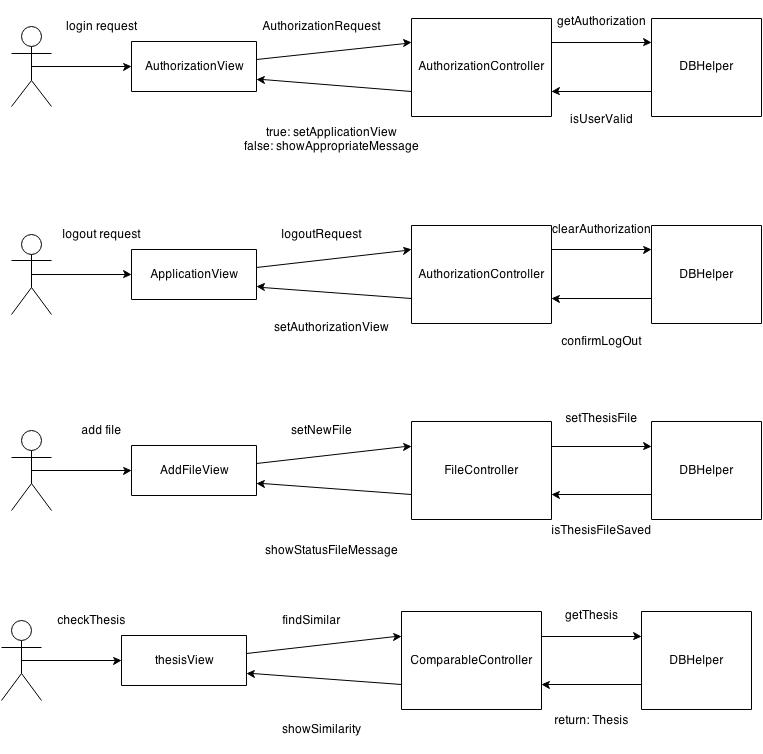 login request
AuthorizationRequest
getAuthorization
AuthorizationView
AuthorizationController
DBHelper
isUserValid
true: setApplicationView
false: showAppropriateMessage
logout request
logoutRequest
clearAuthorization
ApplicationView
AuthorizationController
DBHelper
setAuthorizationView
confirmLogOut
add file
setNewFile
setThesisFile
AddFileView
FileController
DBHelper
isThesisFileSaved
showStatusFileMessage
checkThesis
findSimilar
getThesis
thesisView
ComparableController
DBHelper
return: Thesis
showSimilarity